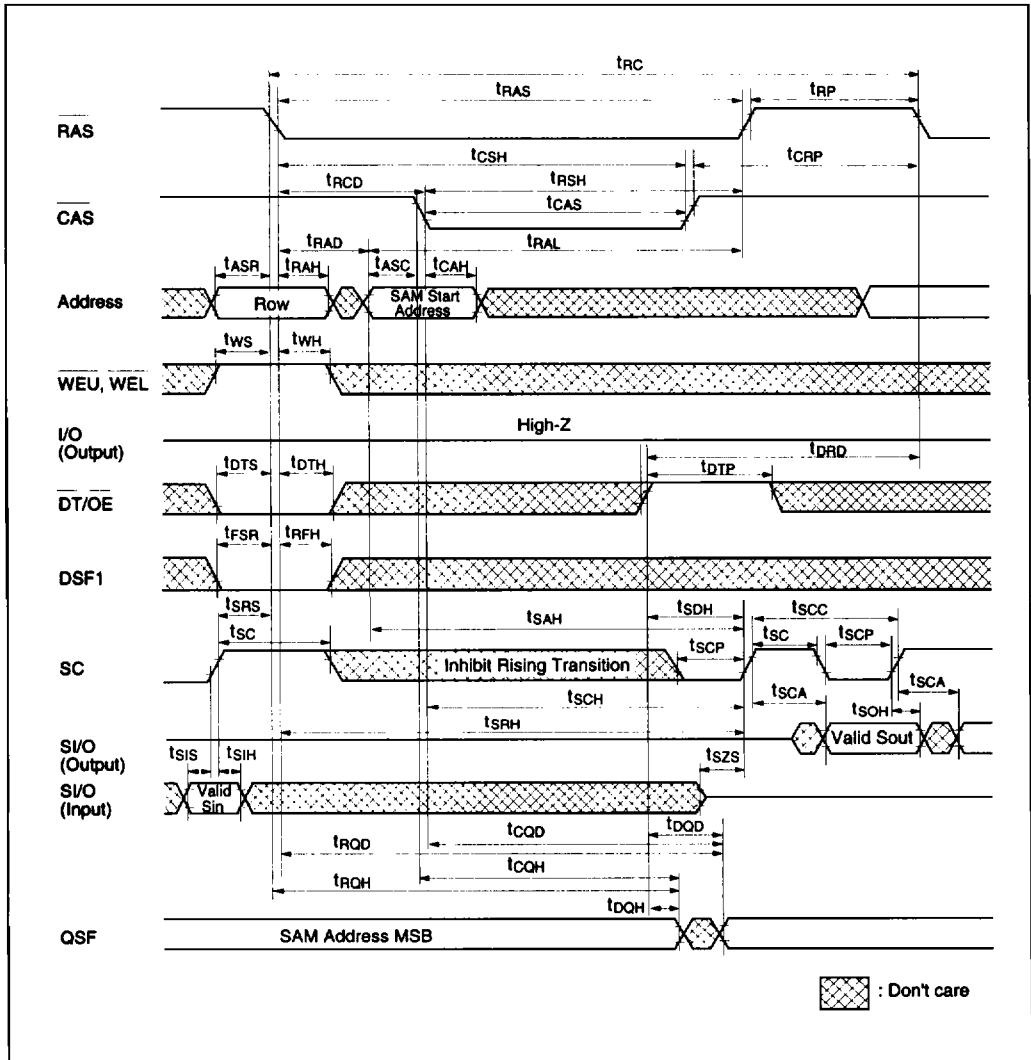 tRC
tRAS
tRP
RAS
tCSH
tCRP
tRCD
tRSH
CAS
tCAS
tRAD
tRAL
tASR
tRAH
tASC
tCAH
Address
Row
SAM Start
Address
tWS
tWH
WEU, WEL
I/O
(Output)
High-Z
tDRD
tDTS
tDTH
tDTP
DT/OE
tFSR
tRFH
DSF1
tSRS
tSAH
tSDH
tSCC
tSC
tSCP
tSC
tSCP
SC
Inhibit Rising Transition
tSCH
tSCA
tSCA
tSRH
tSOH
SI/O
(Output)
Valid Sout
tSIS
tSIH
tSZS
SI/O
(Input)
Valid
Sin
tCQD
tDQD
tRQD
tCQH
tRQH
tDQH
QSF
SAM Address MSB
: Don't care